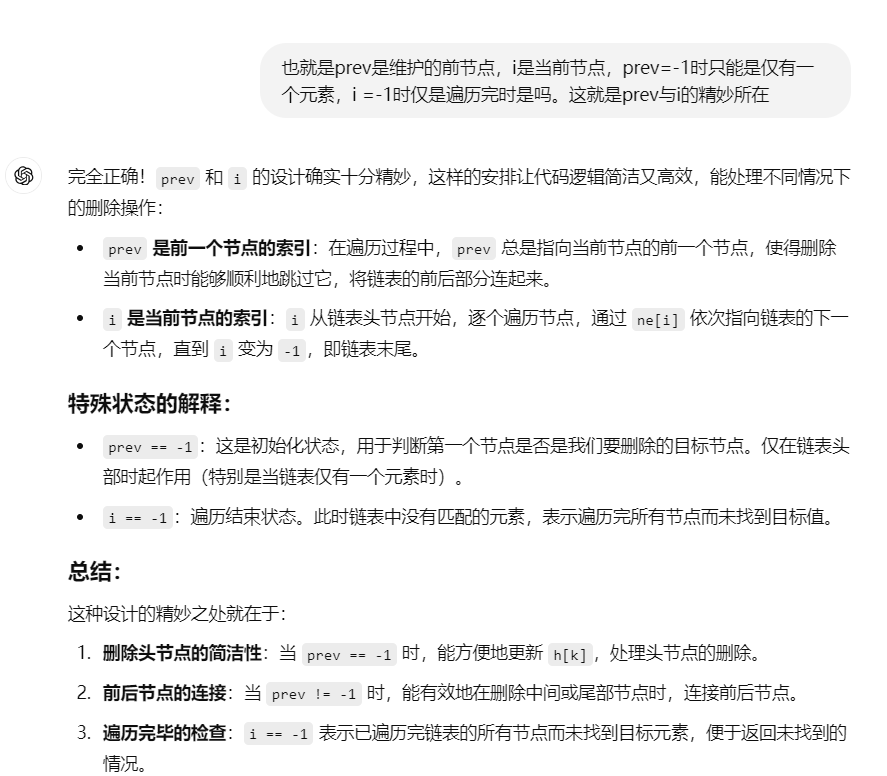 也就是prev是维护的前节点，i是当前节点，prev=-1时只能是仅有一
个元素，i =-1时仅是遍历完时是吗。这就是prev与i的精妙所在
完全正确！prev 和 i 的设计确实十分精妙，这样的安排让代码逻辑简洁又高效，能处理不同情况下
的删除操作：
• prev 是前一个节点的索引：在遍历过程中，prev 总是指向当前节点的前一个节点，使得删除
当前节点时能够顺利地跳过它，将链表的前后部分连起来。
• i 是当前节点的索引：i 从链表头节点开始，逐个遍历节点，通过 ne[i] 依次指向链表的下一
个节点，直到 i 变为 -1，即链表末尾。
特殊状态的解释：
• prev == -1：这是初始化状态，用于判断第一个节点是否是我们要删除的目标节点。仅在链表头
部时起作用（特别是当链表仅有一个元素时）。
• i == -1：遍历结束状态。此时链表中没有匹配的元素，表示遍历完所有节点而未找到目标值。
总结：
这种设计的精妙之处就在于：
1. 删除头节点的简洁性：当 prev == -1 时，能方便地更新 h[k]，处理头节点的删除。
2. 前后节点的连接：当 prev != -1 时，能有效地在删除中间或尾部节点时，连接前后节点。
3. 遍历完毕的检查：i == -1 表示已遍历完链表的所有节点而未找到目标元素，便于返回未找到的
情况。